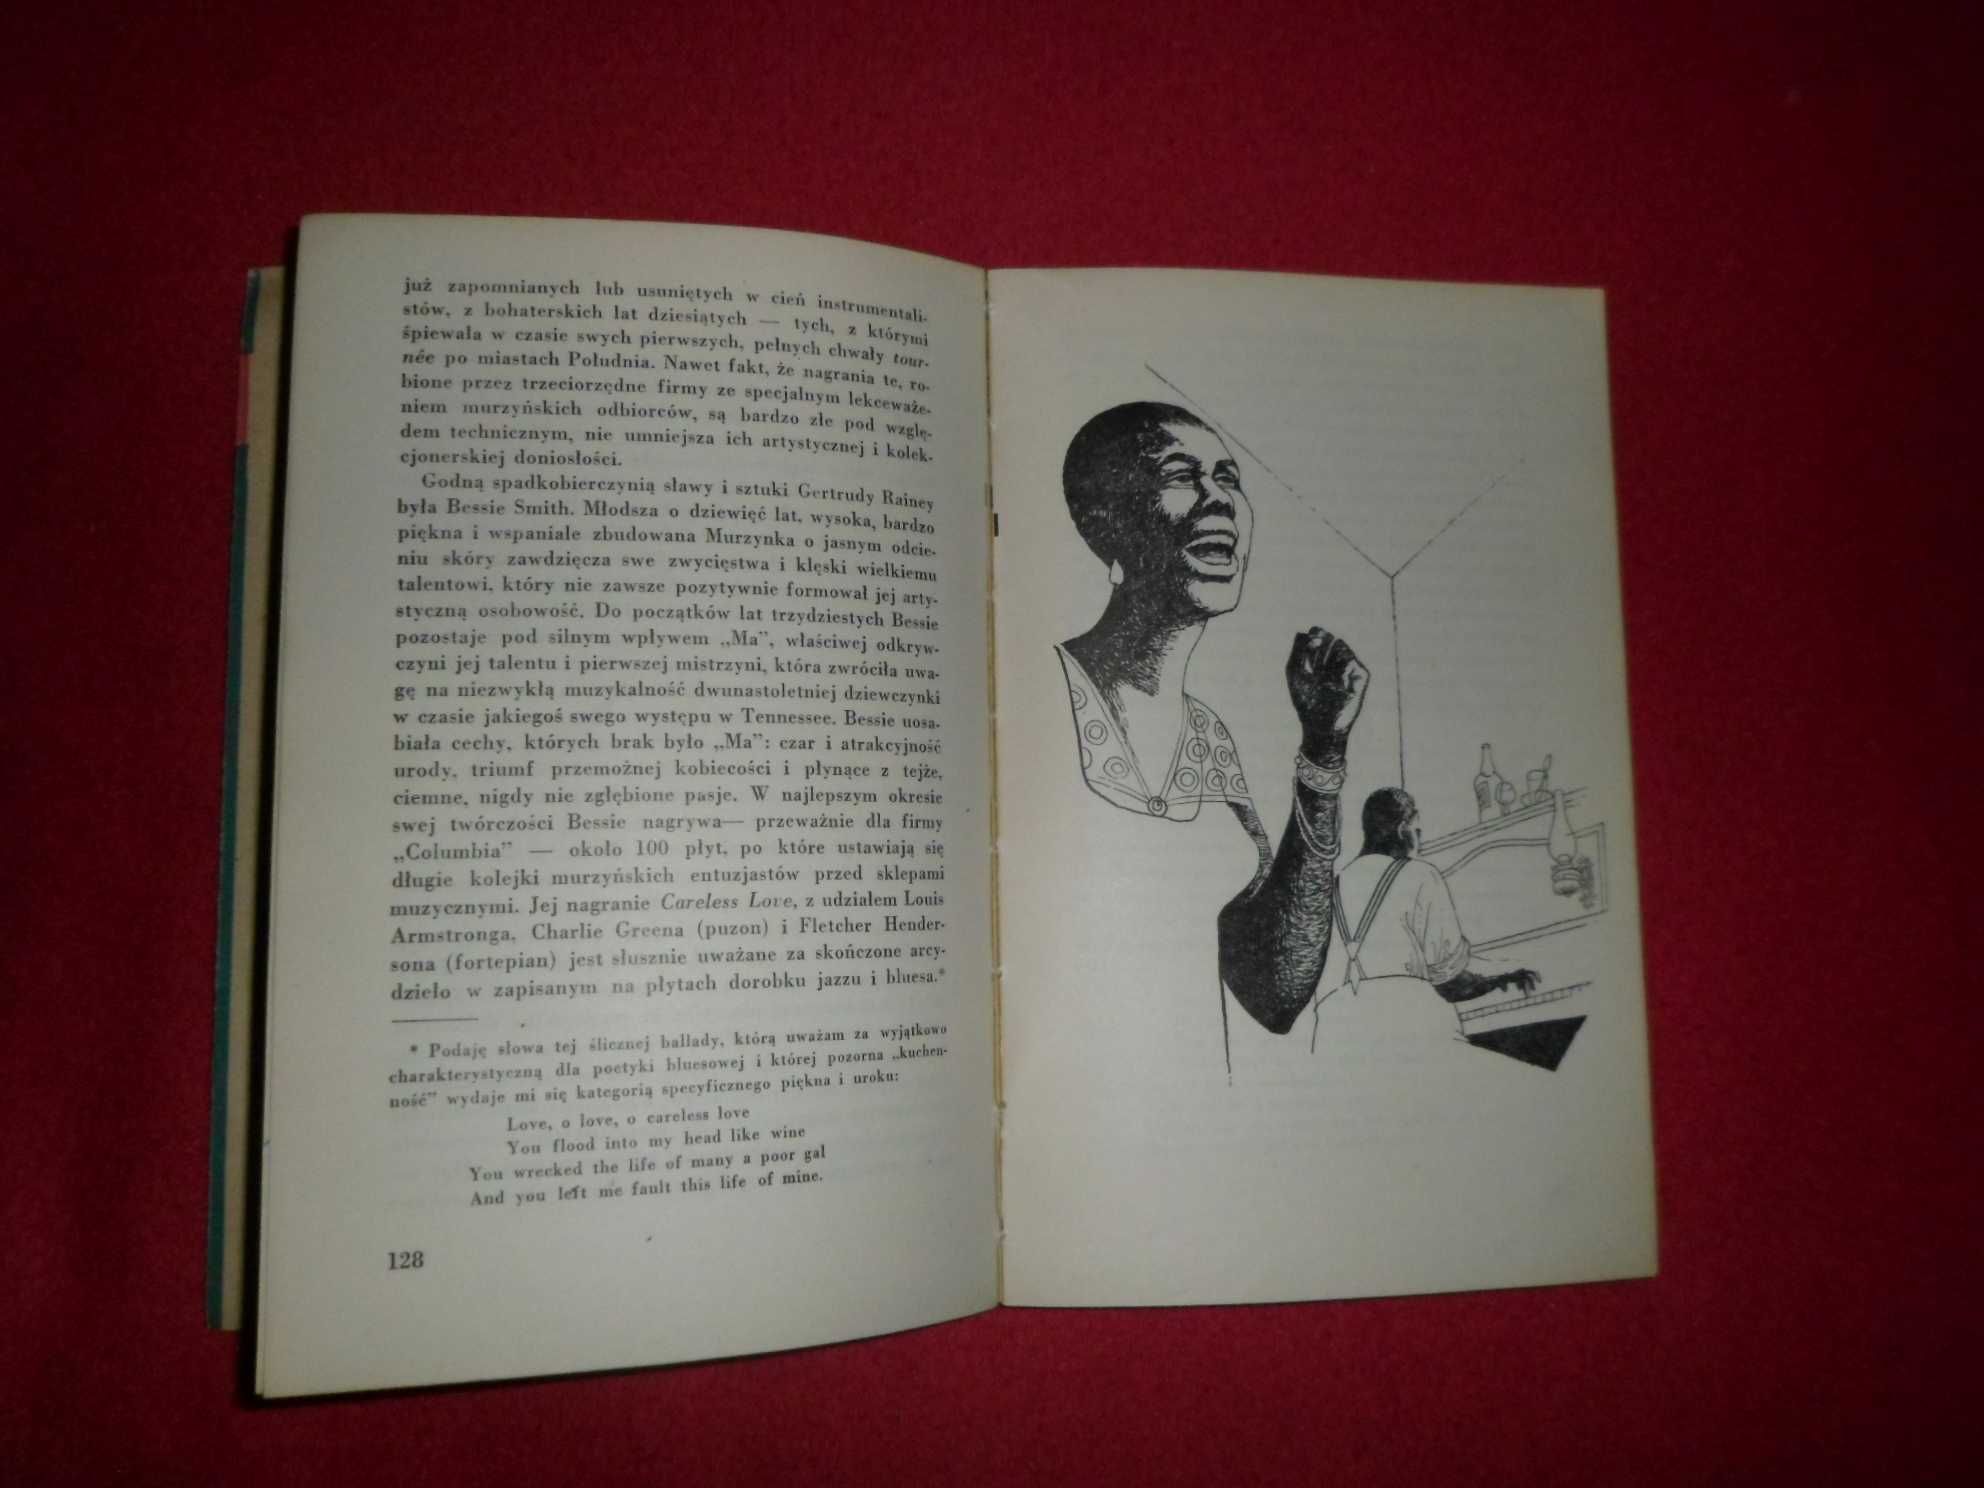 już zapomnianych lub usuniętych w cień instrumentali-
stów, z bohaterskich lat dziesiątych — tych, z którymi
śpiewała w czasie swych pierwszych, pełnych chwały tour-
née po miastach Południa. Nawet fakt, że nagrania te, ro-
bione przez trzeciorzędne firmy ze specjalnym lekceważe-
niem murzyńskich odbiorców, są bardzo złe pod wzglę-
dem technicznym, nie umniejsza ich artystycznej i kolek-
cjonerskiej doniosłości.
Godną spadkobierczynią sławy i sztuki Gertrudy Rainey
była Bessie Smith. Młodsza o dziewięć lat, wysoka, bardzo
piękna i wspaniale zbudowana Murzynka o jasnym odcie-
niu skóry zawdzięcza swe zwycięstwa i klęski wielkiemu
talentowi, który nie zawsze pozytywnie formował jej arty-
styczną osobowość. Do początków lat trzydziestych Bessie
pozostaje pod silnym wpływem „Ma”, właściwej odkryw-
czyni jej talentu i pierwszej mistrzyni, która zwróciła uwa-
gę na niezwykłą muzykalność dwunastoletniej dziewczynki
w czasie jakiegoś swego występu w Tennessee. Bessie uosa-
biała cechy, których brak było „Ma”: czar i atrakcyjność
urody, triumf przemożnej kobiecości i płynące z tejże,
ciemne, nigdy nie zgłębione pasje. W najlepszym okresie
swej twórczości Bessie nagrywa— przeważnie dla firmy
„Columbia” — około 100 płyt, po które ustawiają się
długie kolejki murzyńskich entuzjastów przed sklepami
muzycznymi. Jej nagranie Careless Love, z udziałem Louis
Armstronga, Charlie Greena (puzon) i Fletcher Hender-
sona (fortepian) jest słusznie uważane za skończone arcy-
dzieło w zapisanym na płytach dorobku jazzu i bluesa.*
* Podaję słowa tej ślicznej ballady, którą uważam za wyjątkowo
charakterystyczną dla poetyki bluesowej i której pozorna „kuchen-
ność” wydaje mi się kategorią specyficznego piękna i uroku:
Love, o love, o careless love
You flood into my head like wine
You wrecked the life of many a poor gal
And you left me fault this life of mine.
128